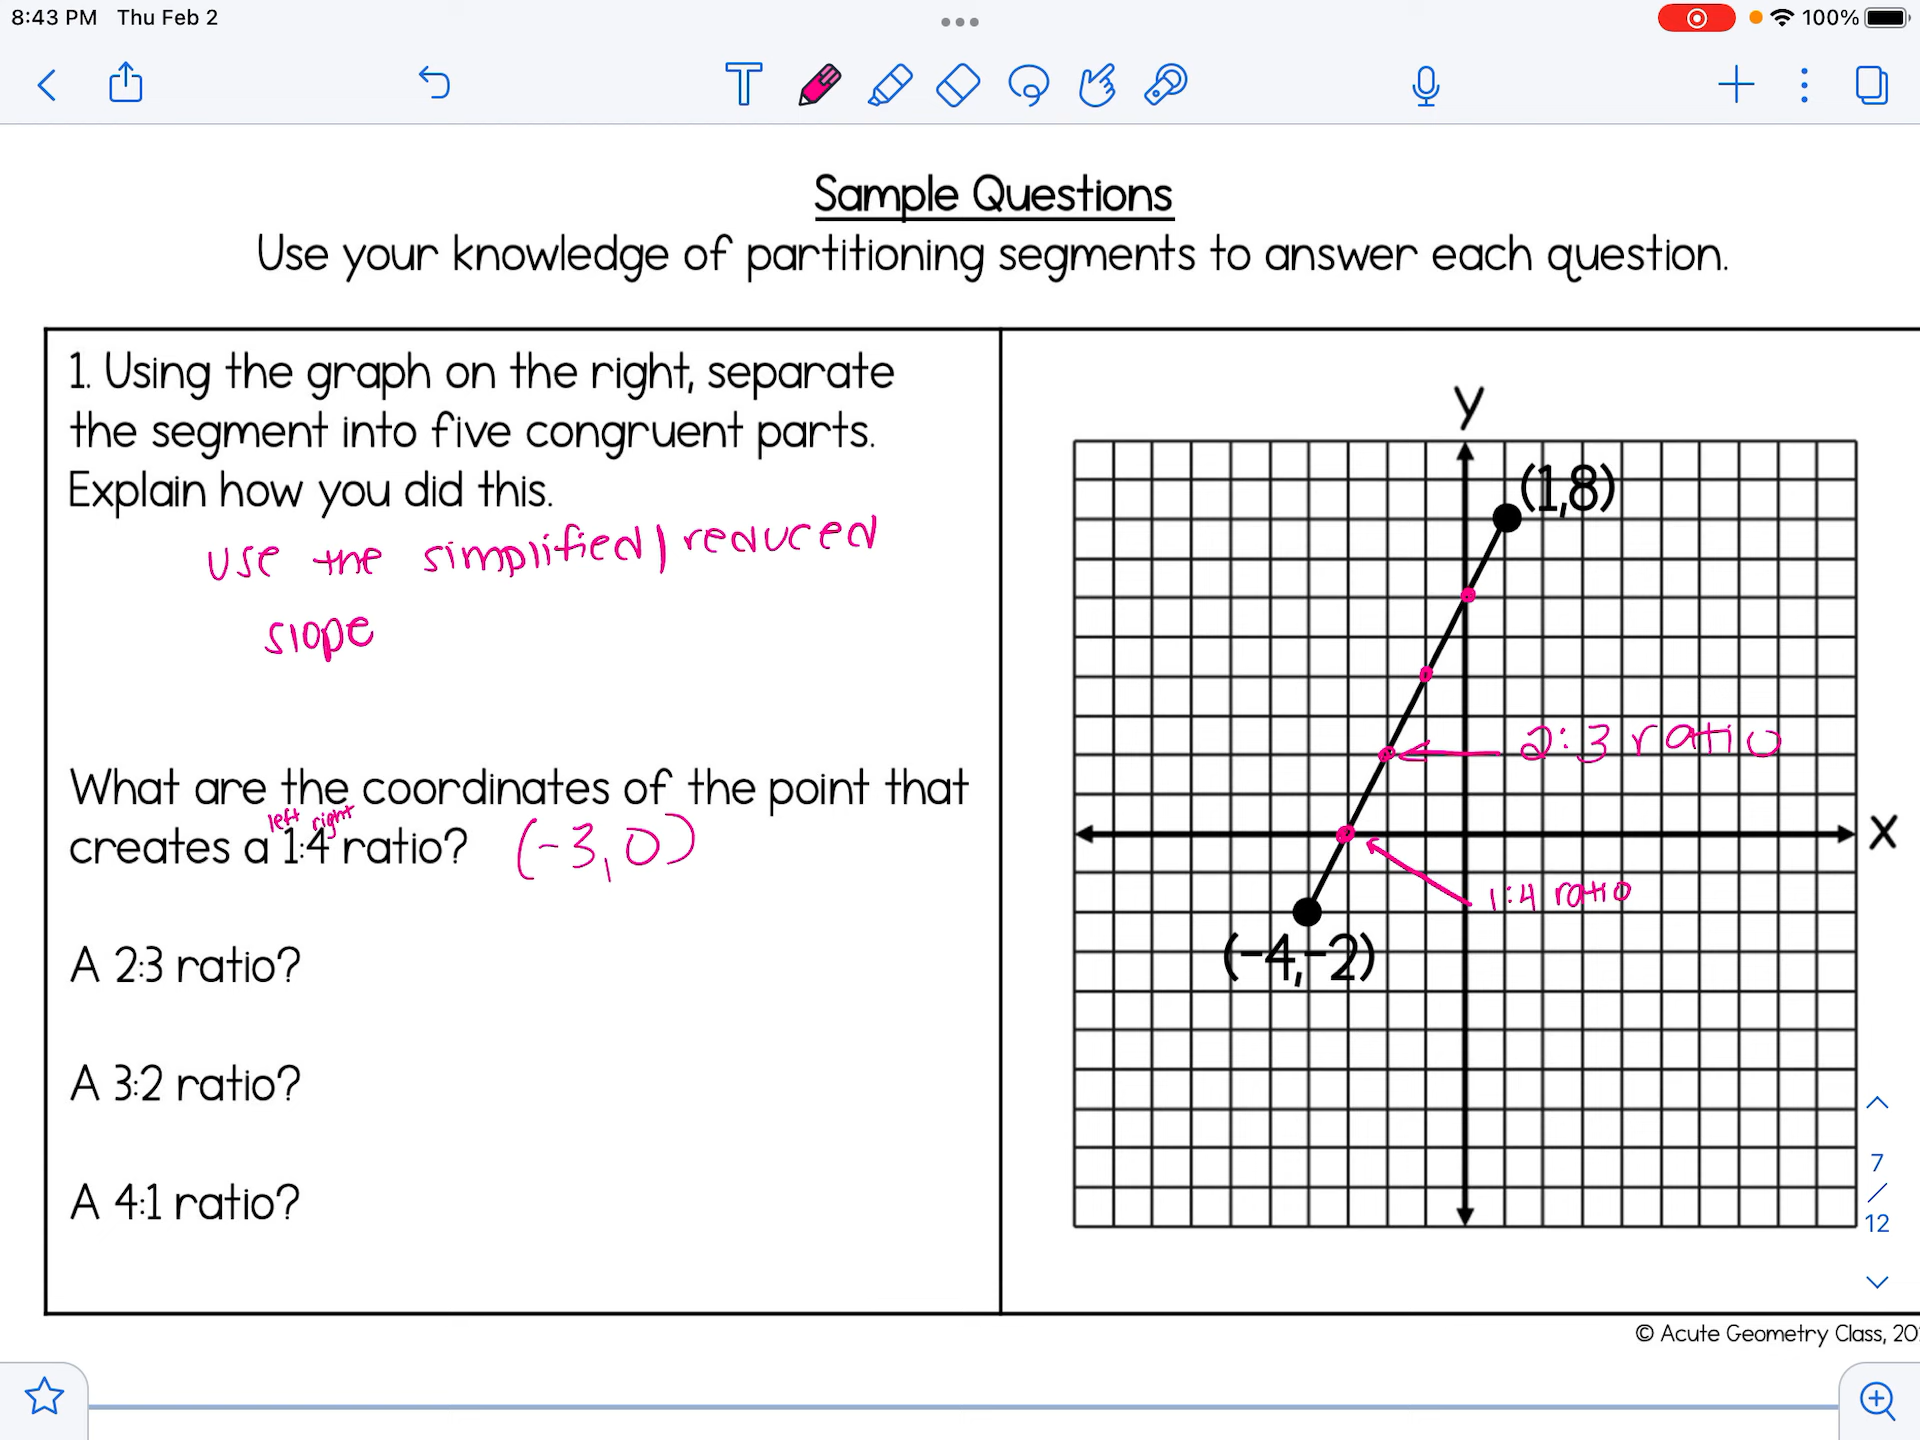 8:43 PM Thu Feb 2
100%
Sample Questions
Use your knowledge of partitioning segments to answer each question.
1. Using the graph on the right, separate
the segment into five congruent parts.
Explain how you did this.
use the simplified/reduced
slope
What are the coordinates of the point that
left right
creates a 1:4 ratio? (-3,0)
A 2:3 ratio?
A 3:2 ratio?
A 4:1 ratio?
y
(1,8)
2:3 ratio
x
1:4 ratio
(-4,-2)
7
/
12
© Acute Geometry Class, 20